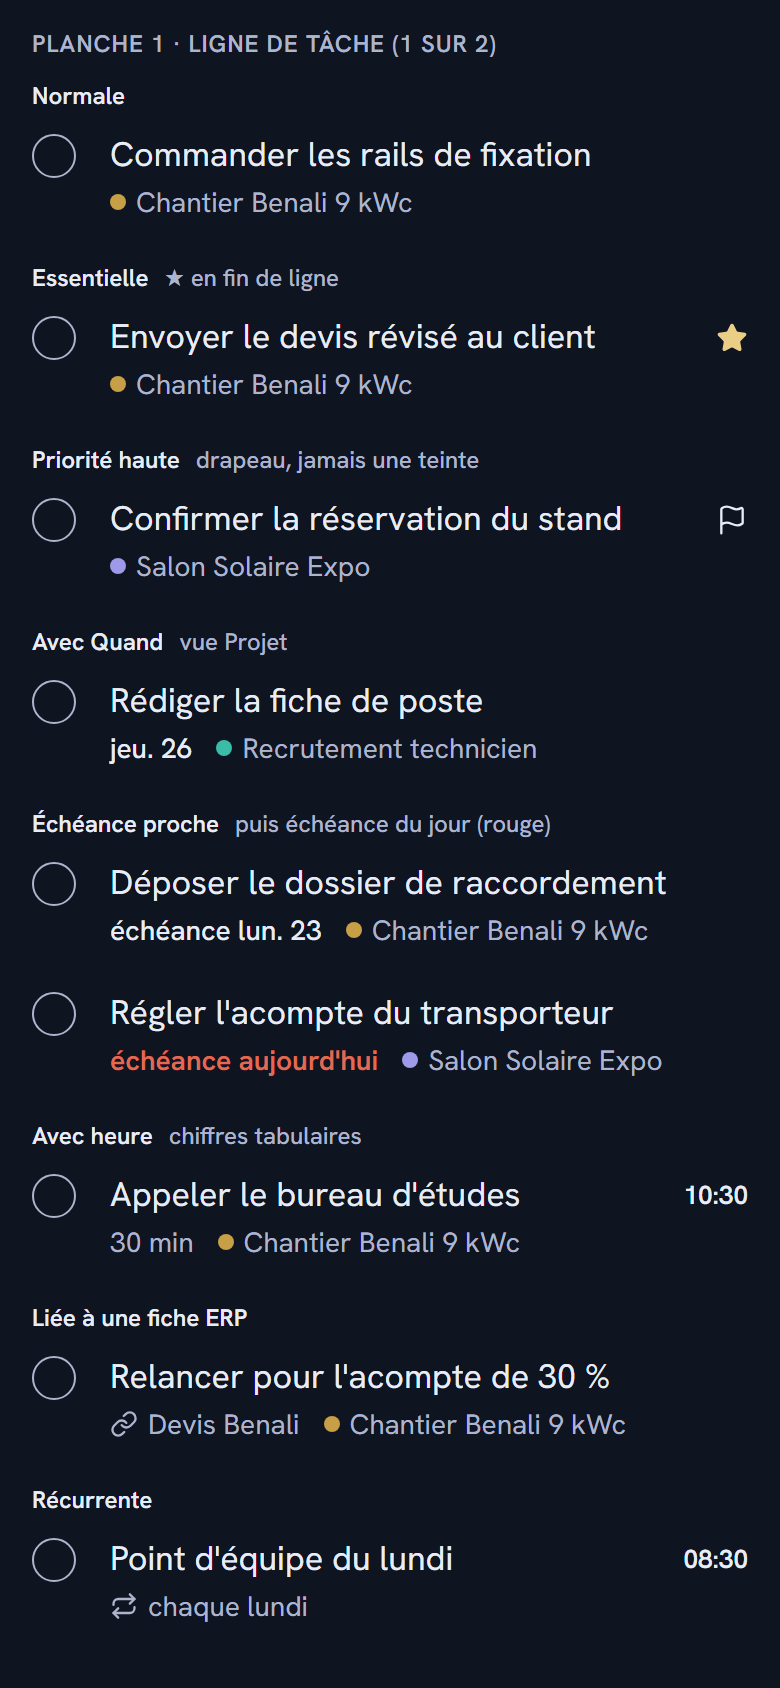 PLANCHE 1 · LIGNE DE TÂCHE (1 SUR 2)
Normale
Commander les rails de fixation
Chantier Benali 9 kWc
Essentielle ★ en fin de ligne
Envoyer le devis révisé au client
Chantier Benali 9 kWc
Priorité haute drapeau, jamais une teinte
Confirmer la réservation du stand
Salon Solaire Expo
Avec Quand vue Projet
Rédiger la fiche de poste
jeu. 26 Recrutement technicien
Échéance proche puis échéance du jour (rouge)
Déposer le dossier de raccordement
échéance lun. 23 Chantier Benali 9 kWc
Régler l'acompte du transporteur
échéance aujourd'hui Salon Solaire Expo
Avec heure chiffres tabulaires
Appeler le bureau d'études 10:30
30 min Chantier Benali 9 kWc
Liée à une fiche ERP
Relancer pour l'acompte de 30 %
Devis Benali Chantier Benali 9 kWc
Récurrente
Point d'équipe du lundi 08:30
chaque lundi